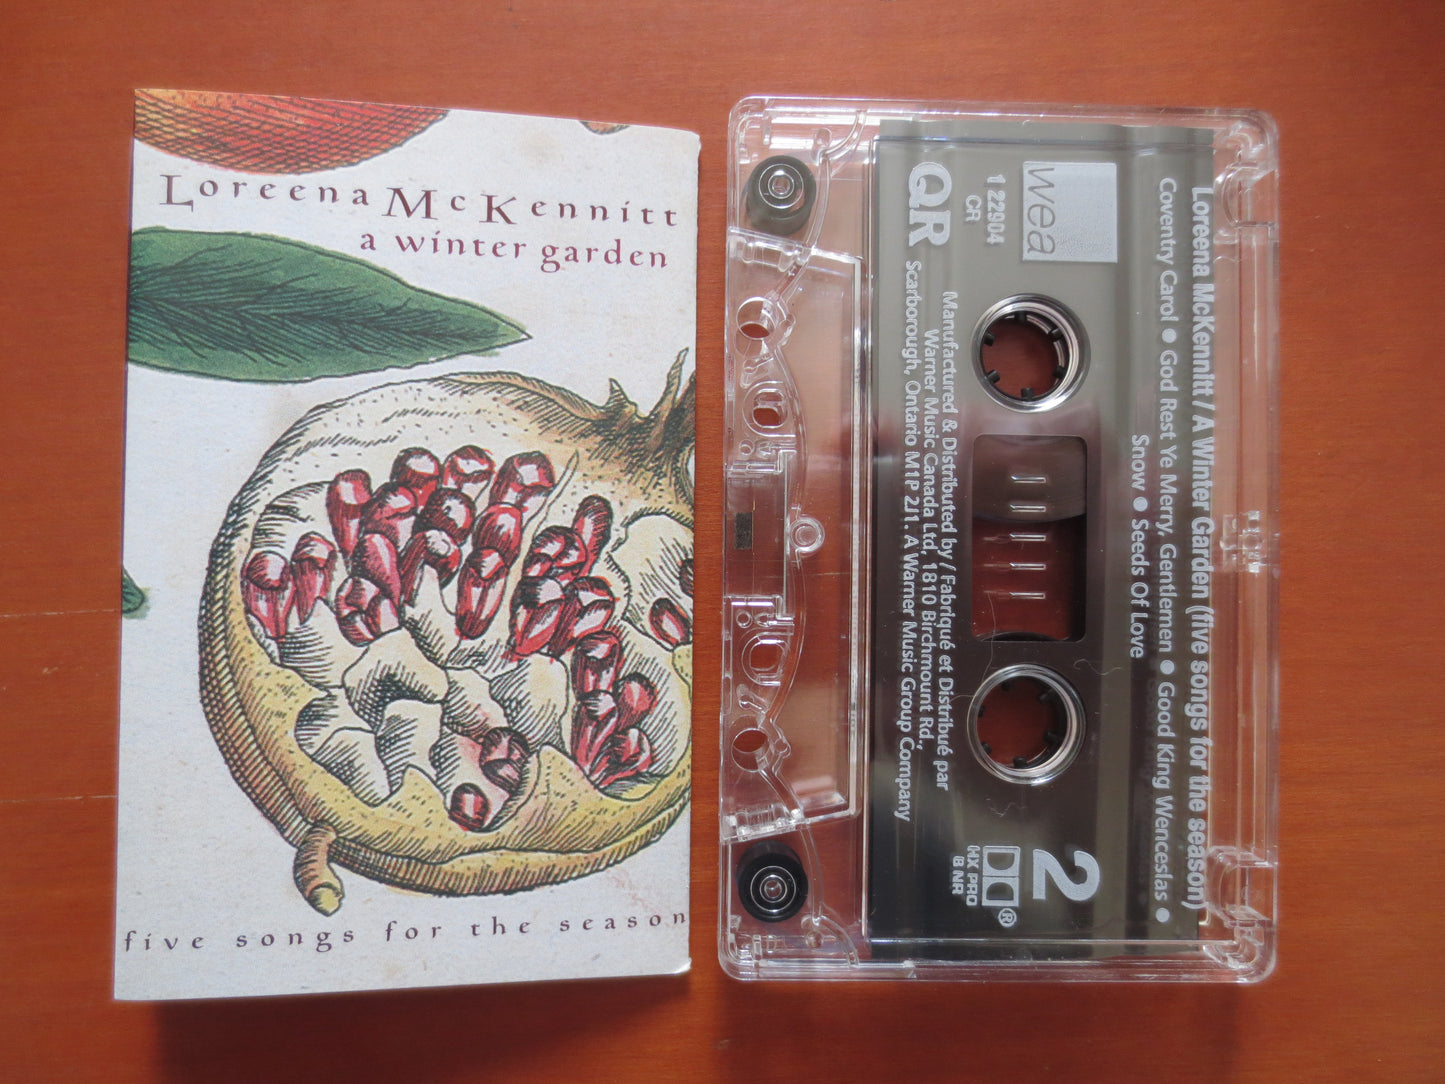 Loreena McKennitt
a winter garden
five songs for the season
Loreena McKennitt / A Winter Garden (five songs for the season)
Coventry Carol ● God Rest Ye Merry, Gentlemen ● Good King Wenceslas ●
Snow ● Seeds Of Love
wea
2
1 22904
CR
QR
DD®
HX PRO
B NR
Manufactured & Distributed by / Fabriqué et Distribué par
Warner Music Canada Ltd, 1810 Birchmount Rd.,
Scarborough, Ontario M1P 2J1. A Warner Music Group Company